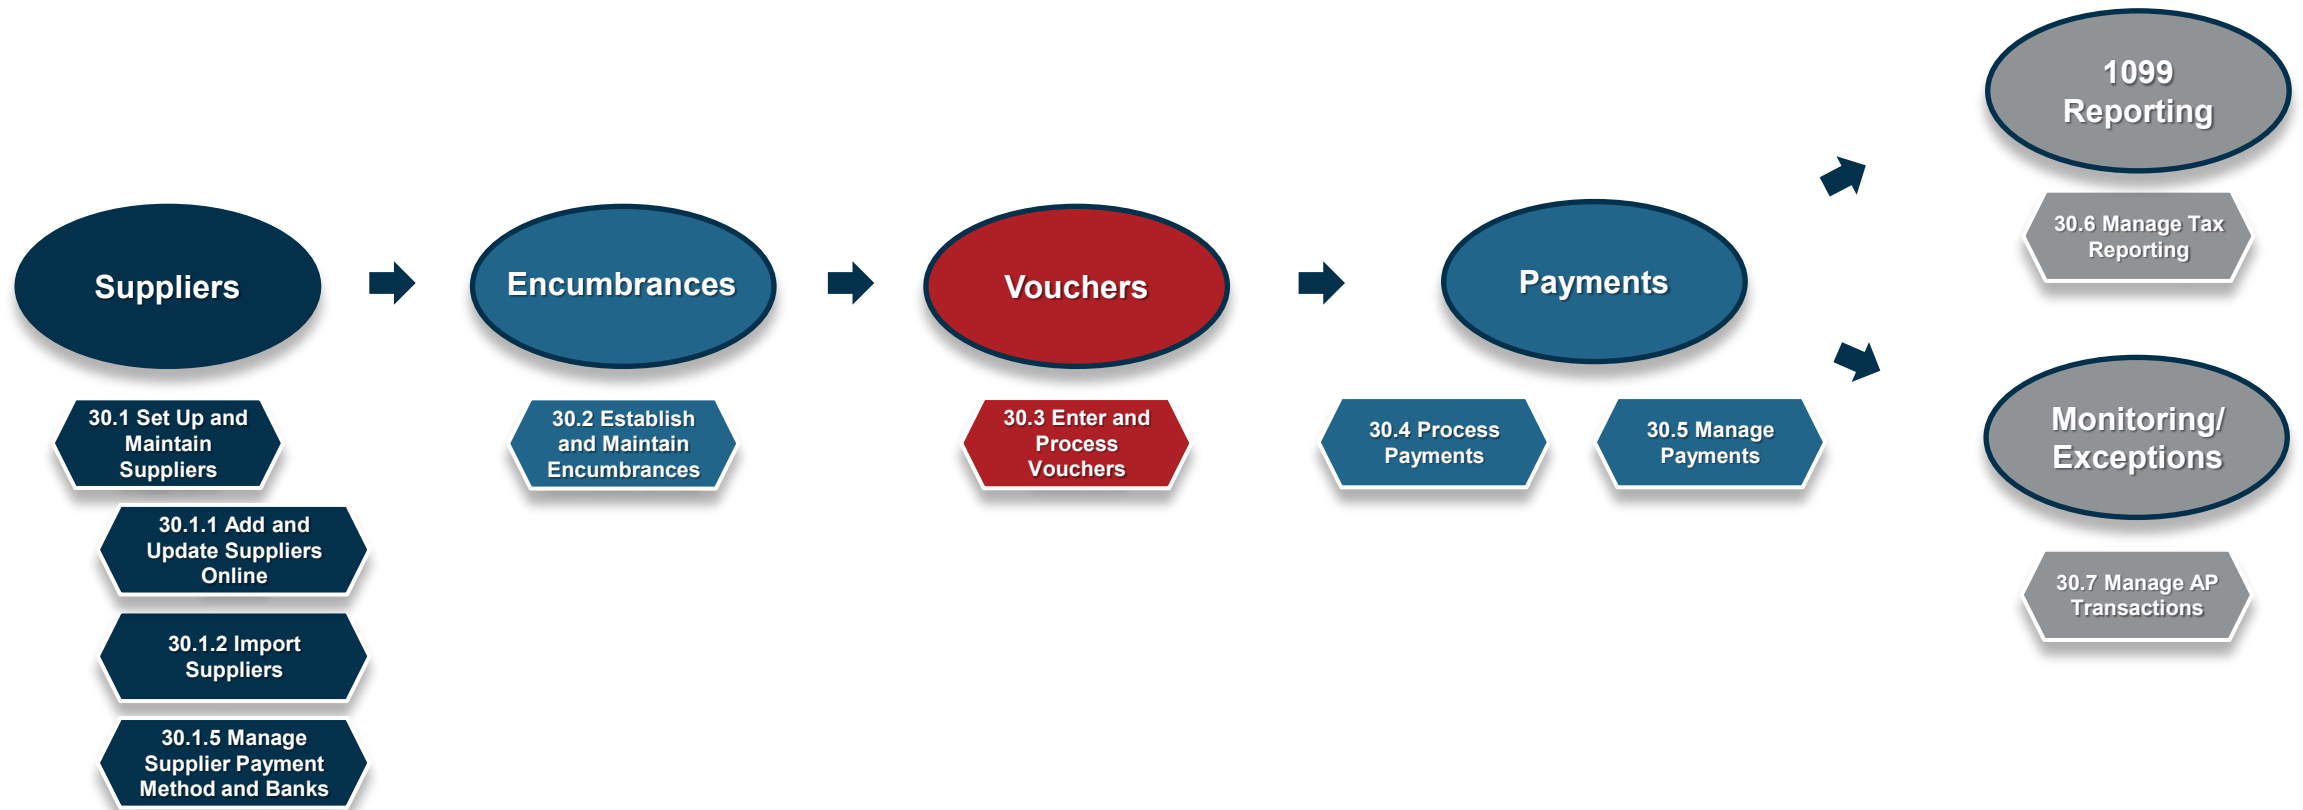 Suppliers
30.1 Set Up and
Maintain
Suppliers
30.1.1 Add and
Update Suppliers
Online
30.1.2 Import
Suppliers
30.1.5 Manage
Supplier Payment
Method and Banks
Encumbrances
30.2 Establish
and Maintain
Encumbrances
Vouchers
30.3 Enter and
Process
Vouchers
Payments
30.4 Process
Payments
30.5 Manage
Payments
1099
Reporting
30.6 Manage Tax
Reporting
Monitoring/
Exceptions
30.7 Manage AP
Transactions